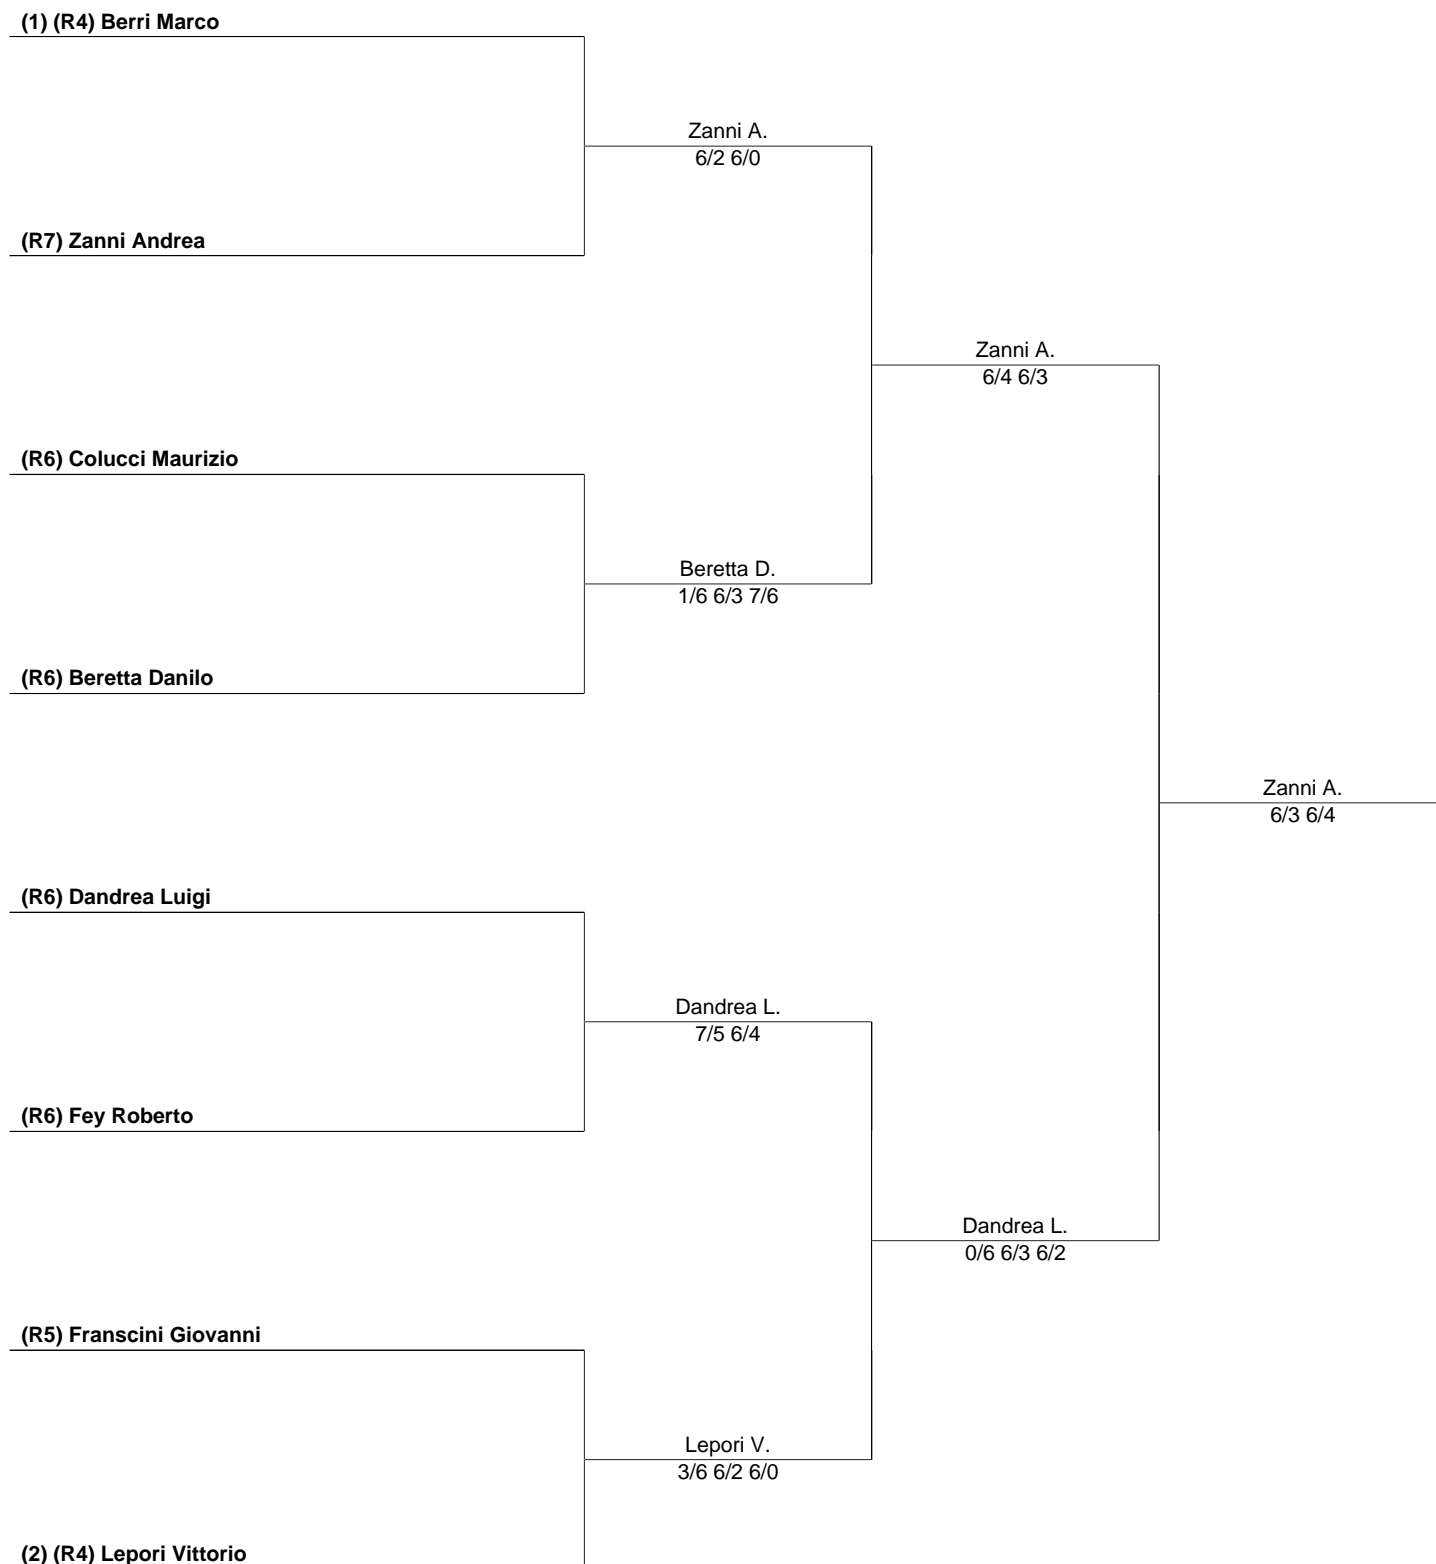 (1) (R4) Berri Marco
Zanni A.
6/2 6/0
(R7) Zanni Andrea
Zanni A.
6/4 6/3
(R6) Colucci Maurizio
Beretta D.
1/6 6/3 7/6
(R6) Beretta Danilo
Zanni A.
6/3 6/4
(R6) Dandrea Luigi
Dandrea L.
7/5 6/4
(R6) Fey Roberto
Dandrea L.
0/6 6/3 6/2
(R5) Franscini Giovanni
Lepori V.
3/6 6/2 6/0
(2) (R4) Lepori Vittorio